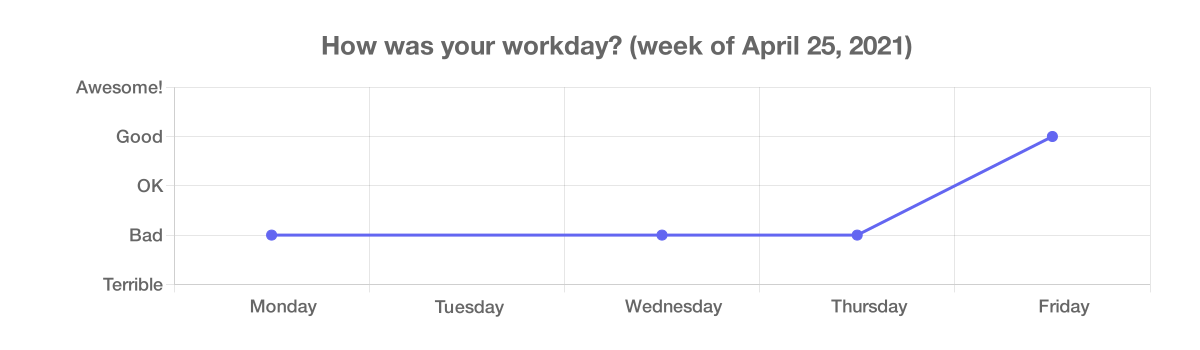 How was your workday? (week of April 25, 2021)
Awesome!
Good
OK
Bad
Terrible
Monday Tuesday Wednesday Thursday Friday